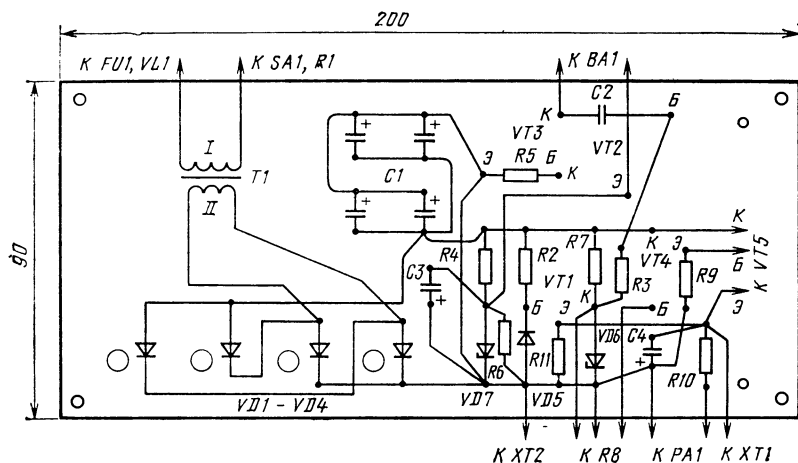 200
К FU1, VL1
К SA1, R1
К BA1
C2
К
Б
VT3
VT2
I
T1
II
Э
R5
Б
К
C1
Э
90
К
Э
К VT5
Б
Э
R4
R2
R7
К
VT4
R9
C3
VT1
R3
Б
К
Э
Б
R11
VD6
C4
R6
R10
VD1 - VD4
VD7
VD5
К XT2
К R8
К PA1
К XT1